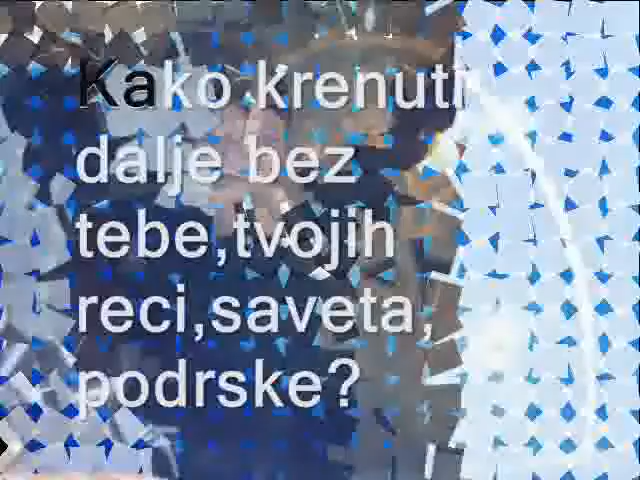 Kako krenuti
dalje bez
tebe,tvojih
reci,saveta,
podrske?